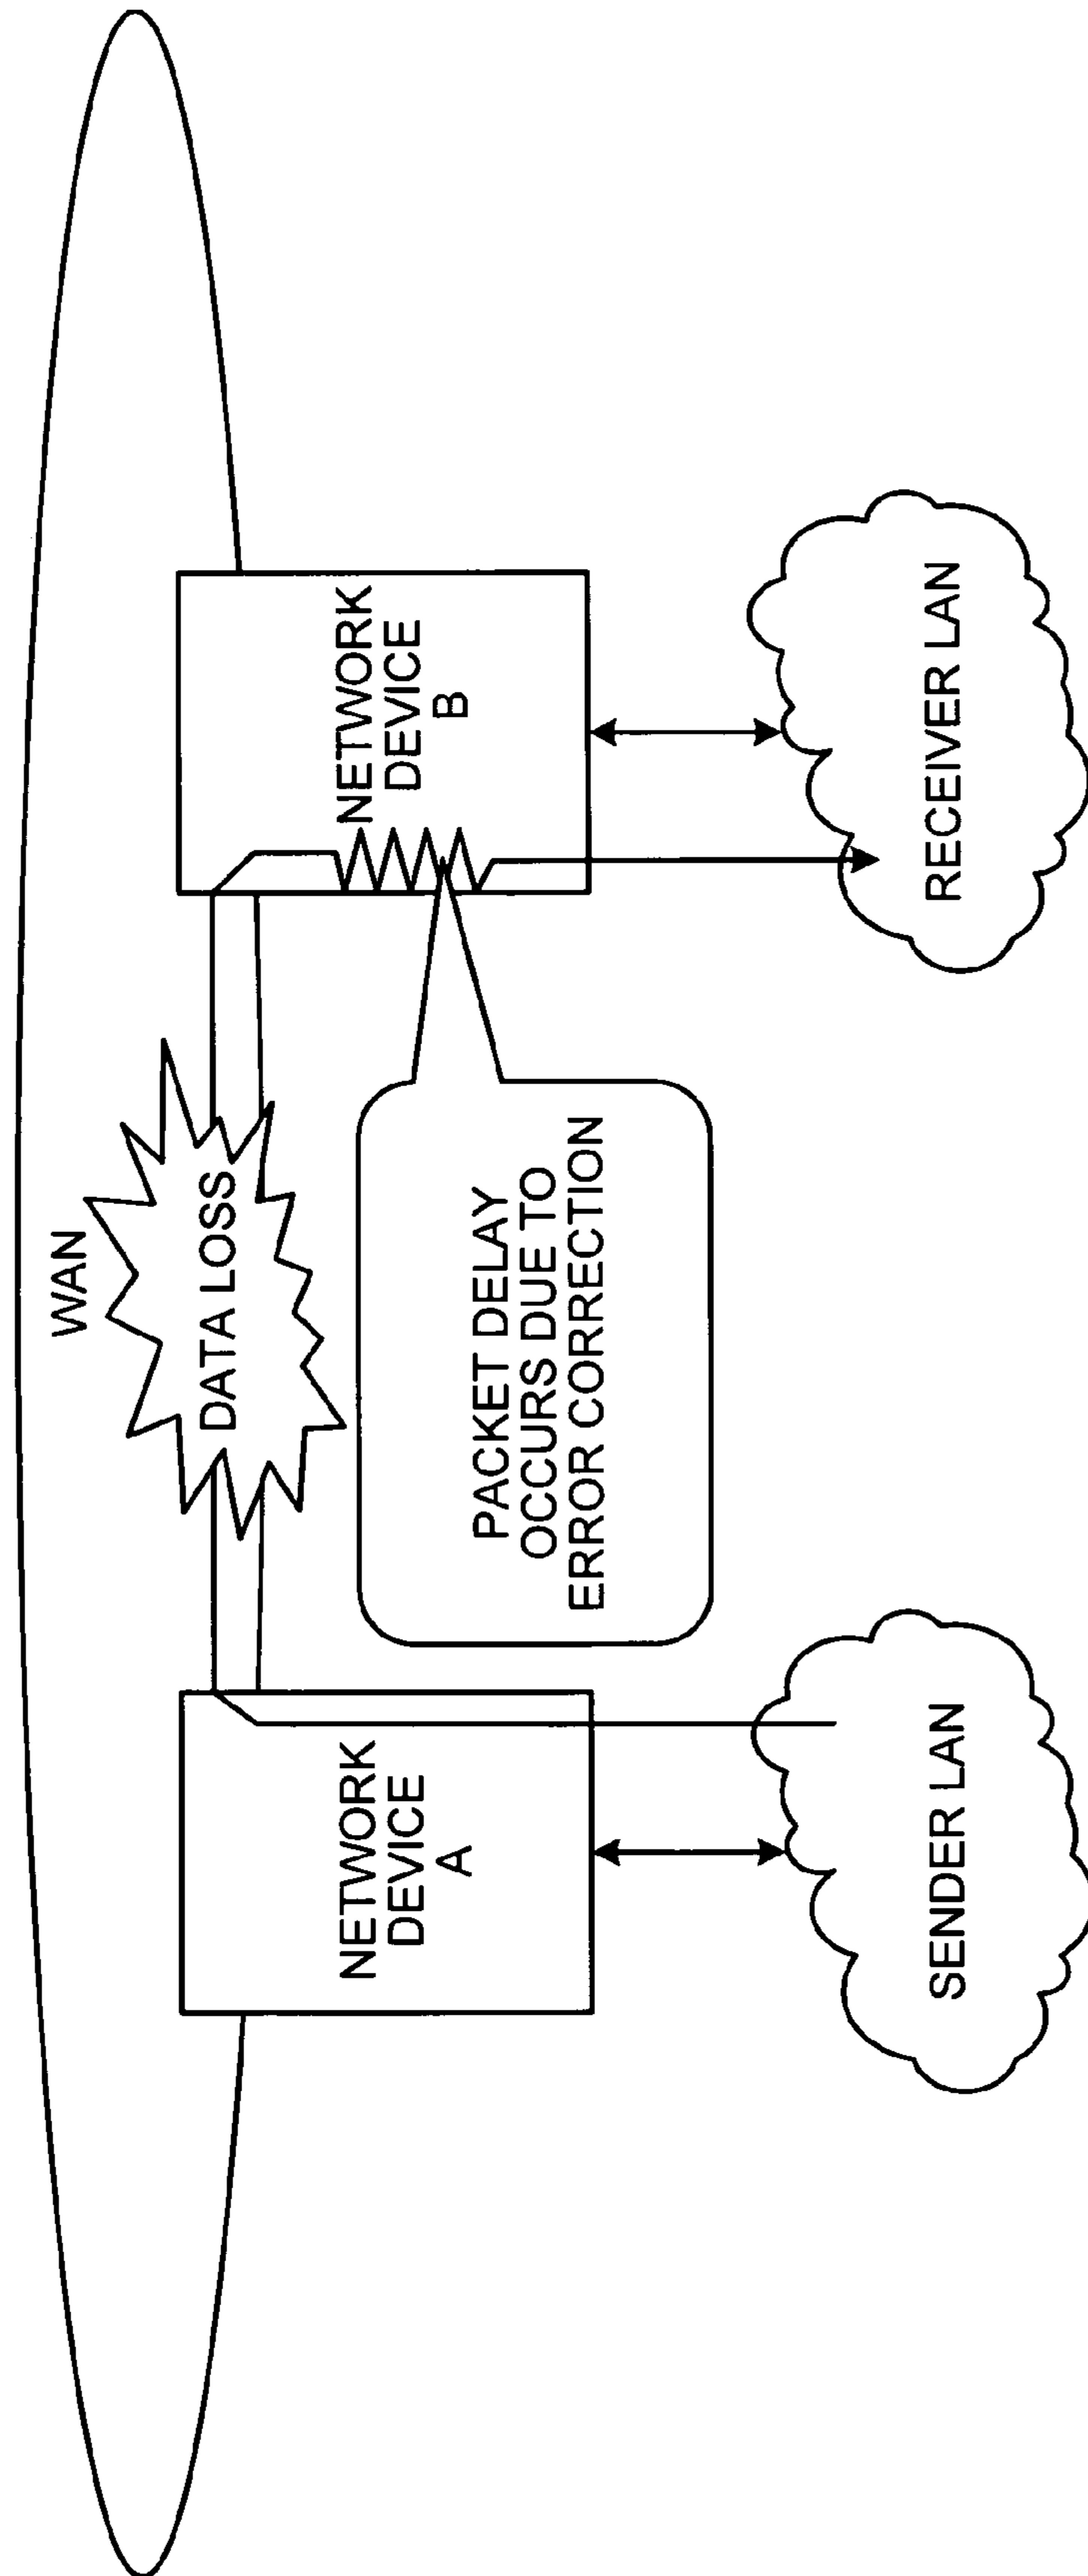 WAN
DATA LOSS
NETWORK
DEVICE
A
NETWORK
DEVICE
B
PACKET DELAY
OCCURS DUE TO
ERROR CORRECTION
SENDER LAN
RECEIVER LAN